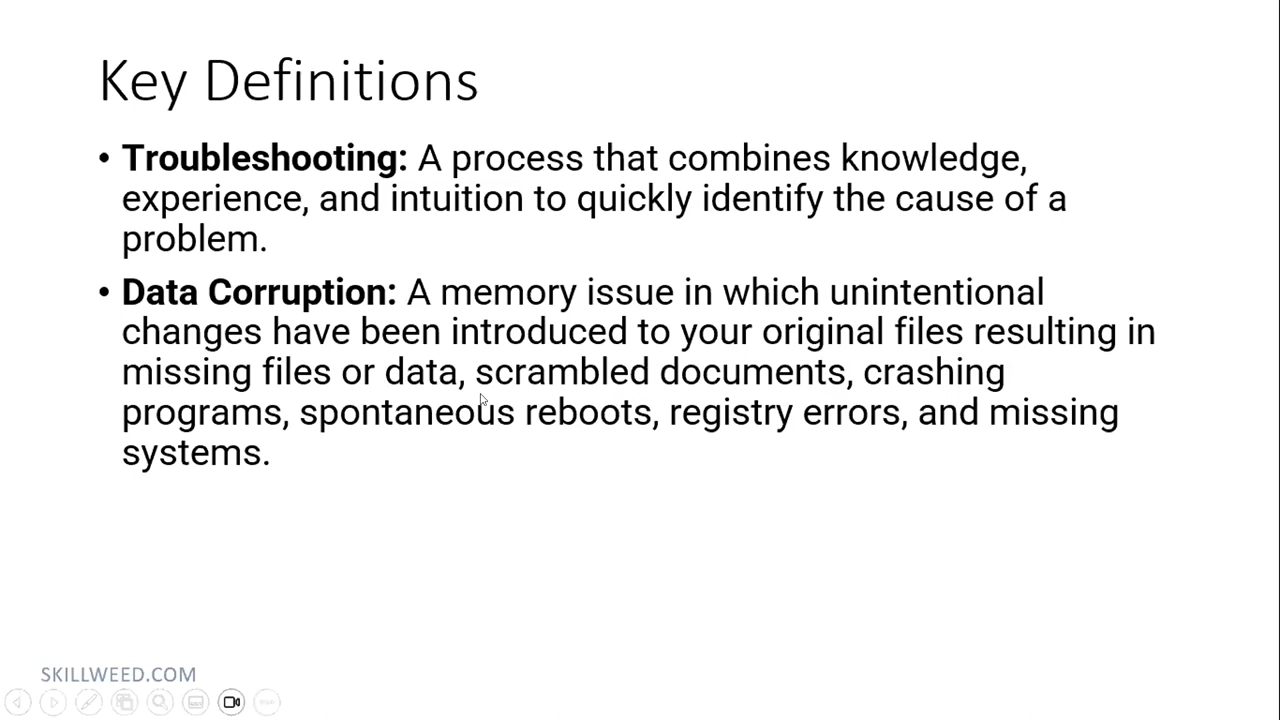 Key Definitions
• Troubleshooting: A process that combines knowledge,
experience, and intuition to quickly identify the cause of a
problem.
• Data Corruption: A memory issue in which unintentional
changes have been introduced to your original files resulting in
missing files or data, scrambled documents, crashing
programs, spontaneous reboots, registry errors, and missing
systems.
SKILLWEED.COM